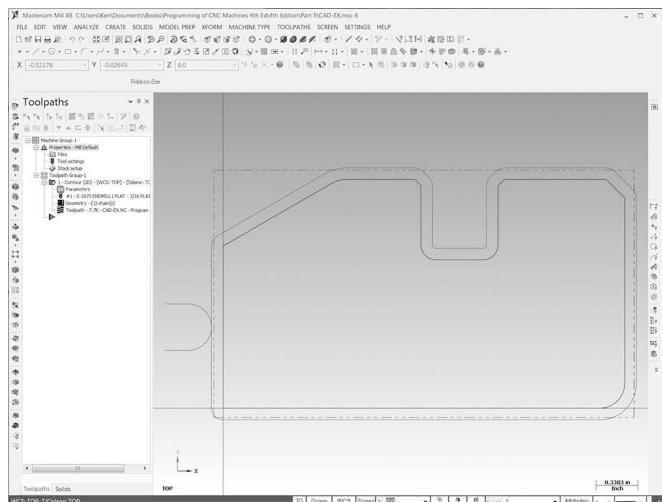 Mastercam Mill X8 C:\Users\Ken\Documents\Books\Programming of CNC Machines 4th Ed\fth Edition\Part 5\CAD-EX.mcx-8
FILE EDIT VIEW ANALYZE CREATE SOLIDS MODEL PREP XFORM MACHINE TYPE TOOLPATHS SCREEN SETTINGS HELP
X -0.52178 Y -0.02645 Z 0.0
Ribbon Bar
Toolpaths
Machine Group-1
Properties - Mill Default
Files
Tool settings
Stock setup
Toolpath Group-1
1 - Contour (2D) - [WCS: TOP] - [Tplane: TC
Parameters
#1 - 0.1875 ENDMILL1 FLAT - 3/16 FLAT
Geometry - (1) chain(s)
Toolpath - 7.7K - CAD-EX.NC - Program
Y
X
Toolpaths Solids
TOP
0.3383 in
Inch
WCS: TOP T/Cplane: TOP
3D Gview WCS Planes Attributes